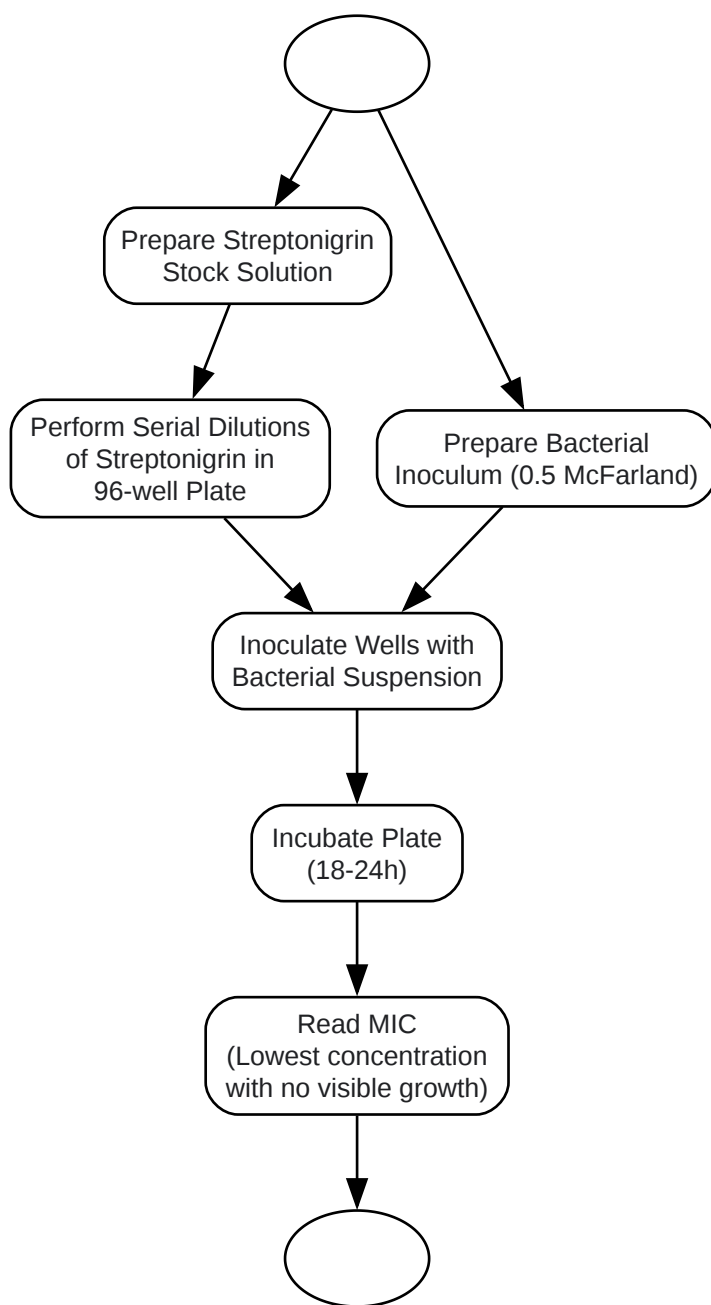 Prepare Streptonigrin
Stock Solution
Perform Serial Dilutions
of Streptonigrin in
96-well Plate
Prepare Bacterial
Inoculum (0.5 McFarland)
Inoculate Wells with
Bacterial Suspension
Incubate Plate
(18-24h)
Read MIC
(Lowest concentration
with no visible growth)